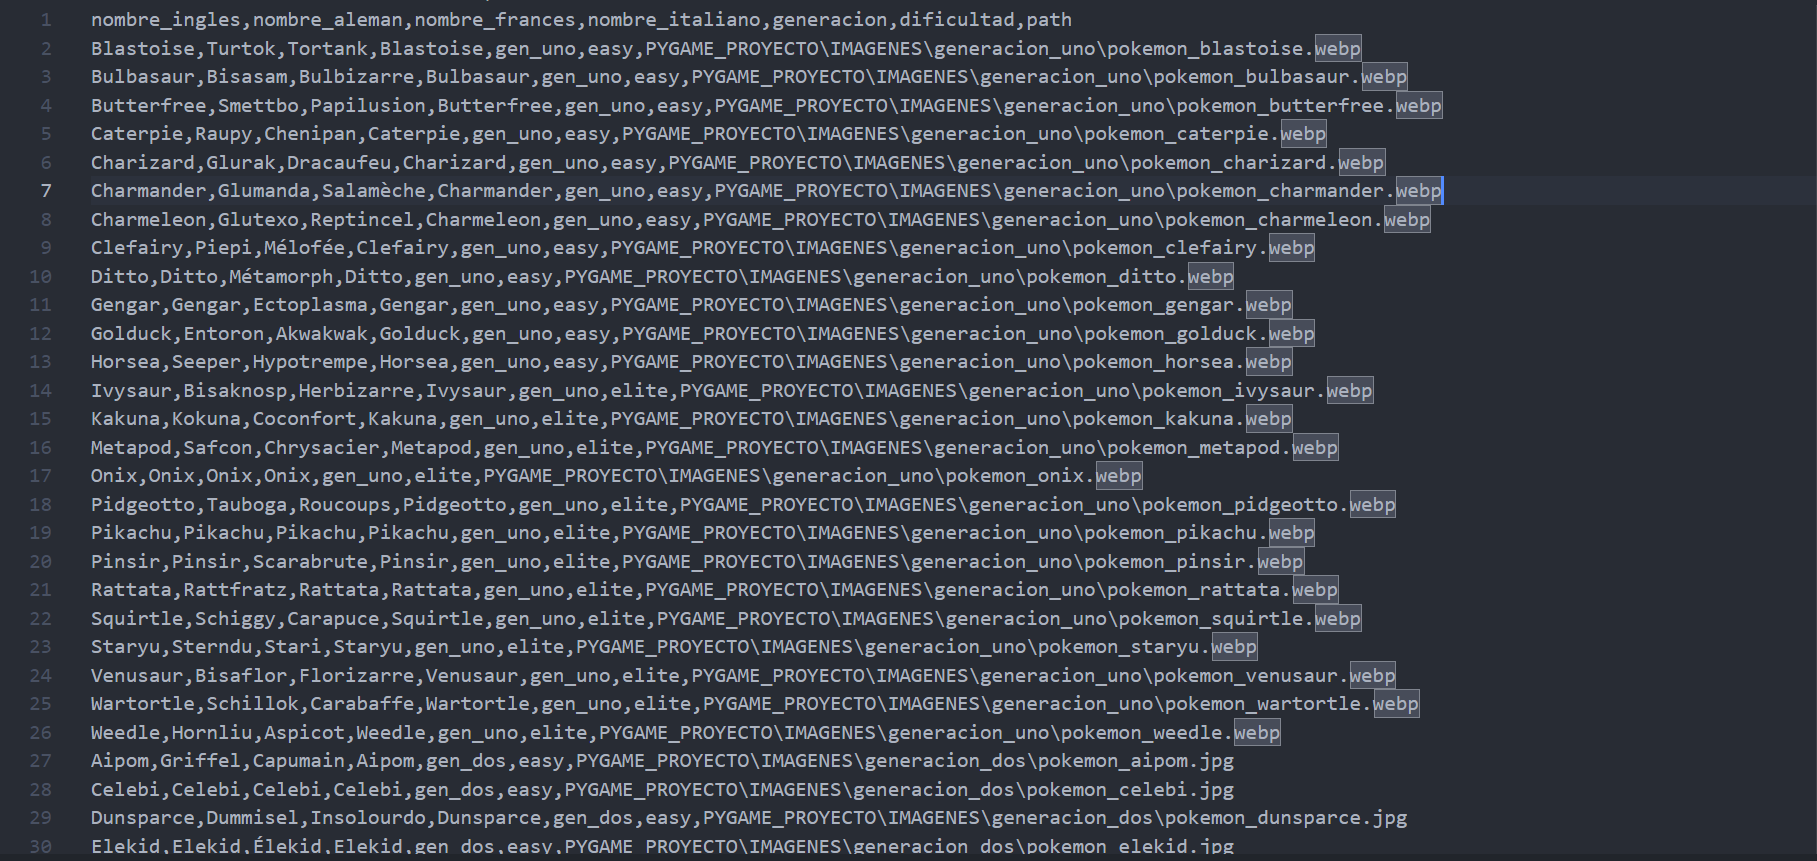 1 nombre_ingles,nombre_aleman,nombre_frances,nombre_italiano,generacion,dificultad,path
2 Blastoise,Turtok,Tortank,Blastoise,gen_uno,easy,PYGAME_PROYECTO\IMAGENES\generacion_uno\pokemon_blastoise.webp
3 Bulbasaur,Bisasam,Bulbizarre,Bulbasaur,gen_uno,easy,PYGAME_PROYECTO\IMAGENES\generacion_uno\pokemon_bulbasaur.webp
4 Butterfree,Smettbo,Papilusion,Butterfree,gen_uno,easy,PYGAME_PROYECTO\IMAGENES\generacion_uno\pokemon_butterfree.webp
5 Caterpie,Raupy,Chenipan,Caterpie,gen_uno,easy,PYGAME_PROYECTO\IMAGENES\generacion_uno\pokemon_caterpie.webp
6 Charizard,Glurak,Dracaufeu,Charizard,gen_uno,easy,PYGAME_PROYECTO\IMAGENES\generacion_uno\pokemon_charizard.webp
7 Charmander,Glumanda,Salamèche,Charmander,gen_uno,easy,PYGAME_PROYECTO\IMAGENES\generacion_uno\pokemon_charmander.webp
8 Charmeleon,Glutexo,Reptincel,Charmeleon,gen_uno,easy,PYGAME_PROYECTO\IMAGENES\generacion_uno\pokemon_charmeleon.webp
9 Clefairy,Piepi,Mélofée,Clefairy,gen_uno,easy,PYGAME_PROYECTO\IMAGENES\generacion_uno\pokemon_clefairy.webp
10 Ditto,Ditto,Métamorph,Ditto,gen_uno,easy,PYGAME_PROYECTO\IMAGENES\generacion_uno\pokemon_ditto.webp
11 Gengar,Gengar,Ectoplasma,Gengar,gen_uno,easy,PYGAME_PROYECTO\IMAGENES\generacion_uno\pokemon_gengar.webp
12 Golduck,Entoron,Akwakwak,Golduck,gen_uno,easy,PYGAME_PROYECTO\IMAGENES\generacion_uno\pokemon_golduck.webp
13 Horsea,Seeper,Hypotrempe,Horsea,gen_uno,easy,PYGAME_PROYECTO\IMAGENES\generacion_uno\pokemon_horsea.webp
14 Ivysaur,Bisaknosp,Herbizarre,Ivysaur,gen_uno,elite,PYGAME_PROYECTO\IMAGENES\generacion_uno\pokemon_ivysaur.webp
15 Kakuna,Kokuna,Coconfort,Kakuna,gen_uno,elite,PYGAME_PROYECTO\IMAGENES\generacion_uno\pokemon_kakuna.webp
16 Metapod,Safcon,Chrysacier,Metapod,gen_uno,elite,PYGAME_PROYECTO\IMAGENES\generacion_uno\pokemon_metapod.webp
17 Onix,Onix,Onix,Onix,gen_uno,elite,PYGAME_PROYECTO\IMAGENES\generacion_uno\pokemon_onix.webp
18 Pidgeotto,Tauboga,Roucoups,Pidgeotto,gen_uno,elite,PYGAME_PROYECTO\IMAGENES\generacion_uno\pokemon_pidgeotto.webp
19 Pikachu,Pikachu,Pikachu,Pikachu,gen_uno,elite,PYGAME_PROYECTO\IMAGENES\generacion_uno\pokemon_pikachu.webp
20 Pinsir,Pinsir,Scarabrute,Pinsir,gen_uno,elite,PYGAME_PROYECTO\IMAGENES\generacion_uno\pokemon_pinsir.webp
21 Rattata,Rattfratz,Rattata,Rattata,gen_uno,elite,PYGAME_PROYECTO\IMAGENES\generacion_uno\pokemon_rattata.webp
22 Squirtle,Schiggy,Carapuce,Squirtle,gen_uno,elite,PYGAME_PROYECTO\IMAGENES\generacion_uno\pokemon_squirtle.webp
23 Staryu,Sterndu,Stari,Staryu,gen_uno,elite,PYGAME_PROYECTO\IMAGENES\generacion_uno\pokemon_staryu.webp
24 Venusaur,Bisaflor,Florizarre,Venusaur,gen_uno,elite,PYGAME_PROYECTO\IMAGENES\generacion_uno\pokemon_venusaur.webp
25 Wartortle,Schillok,Carabaffe,Wartortle,gen_uno,elite,PYGAME_PROYECTO\IMAGENES\generacion_uno\pokemon_wartortle.webp
26 Weedle,Hornliu,Aspicot,Weedle,gen_uno,elite,PYGAME_PROYECTO\IMAGENES\generacion_uno\pokemon_weedle.webp
27 Aipom,Griffel,Capumain,Aipom,gen_dos,easy,PYGAME_PROYECTO\IMAGENES\generacion_dos\pokemon_aipom.jpg
28 Celebi,Celebi,Celebi,Celebi,gen_dos,easy,PYGAME_PROYECTO\IMAGENES\generacion_dos\pokemon_celebi.jpg
29 Dunsparce,Dummisel,Insolourdo,Dunsparce,gen_dos,easy,PYGAME_PROYECTO\IMAGENES\generacion_dos\pokemon_dunsparce.jpg
30 Elekid,Elekid,Élekid,Elekid,gen_dos,easy,PYGAME_PROYECTO\IMAGENES\generacion_dos\pokemon_elekid.jpg